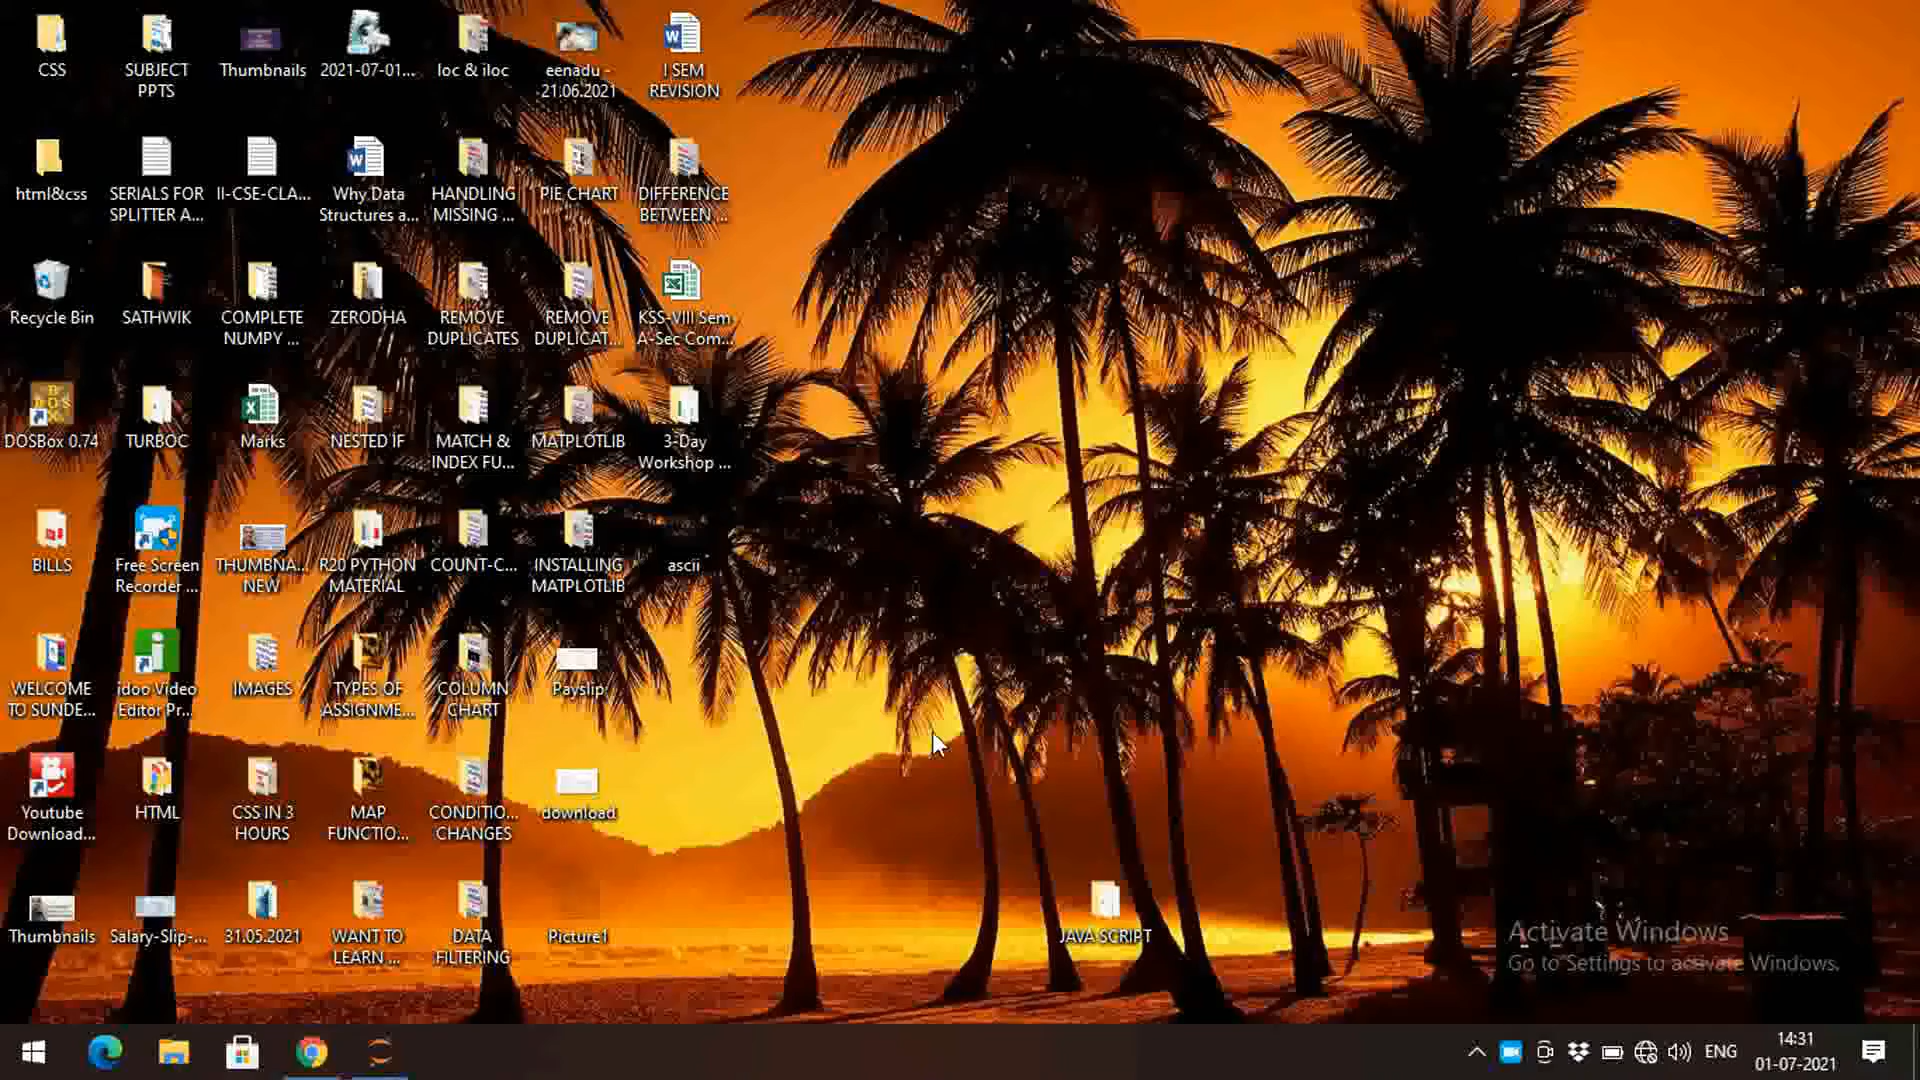 CSS
SUBJECT
PPTS
Thumbnails
2021-07-01...
loc & iloc
eenadu -
21.06.2021
I SEM
REVISION
html&css
SERIALS FOR
SPLITTER A...
II-CSE-CLA...
Why Data
Structures a...
HANDLING
MISSING ...
PIE CHART
DIFFERENCE
BETWEEN ...
Recycle Bin
SATHWIK
COMPLETE
NUMPY ...
ZERODHA
REMOVE
DUPLICATES
REMOVE
DUPLICAT...
KSS-VIII Sem
A-Sec Com...
DOSBox 0.74
TURBOC
Marks
NESTED IF
MATCH &
INDEX FU...
MATPLOTLIB
3-Day
Workshop ...
BILLS
Free Screen
Recorder ...
THUMBNA...
NEW
R20 PYTHON
MATERIAL
COUNT-C...
INSTALLING
MATPLOTLIB
ascii
WELCOME
TO SUNDE...
idoo Video
Editor Pr...
IMAGES
TYPES OF
ASSIGNME...
COLUMN
CHART
Payslip
Youtube
Download...
HTML
CSS IN 3
HOURS
MAP
FUNCTIO...
CONDITIO...
CHANGES
download
Thumbnails
Salary-Slip-...
31.05.2021
WANT TO
LEARN ...
DATA
FILTERING
Picture1
JAVA SCRIPT
Activate Windows
Go to Settings to activate Windows.
ENG
14:31
01-07-2021